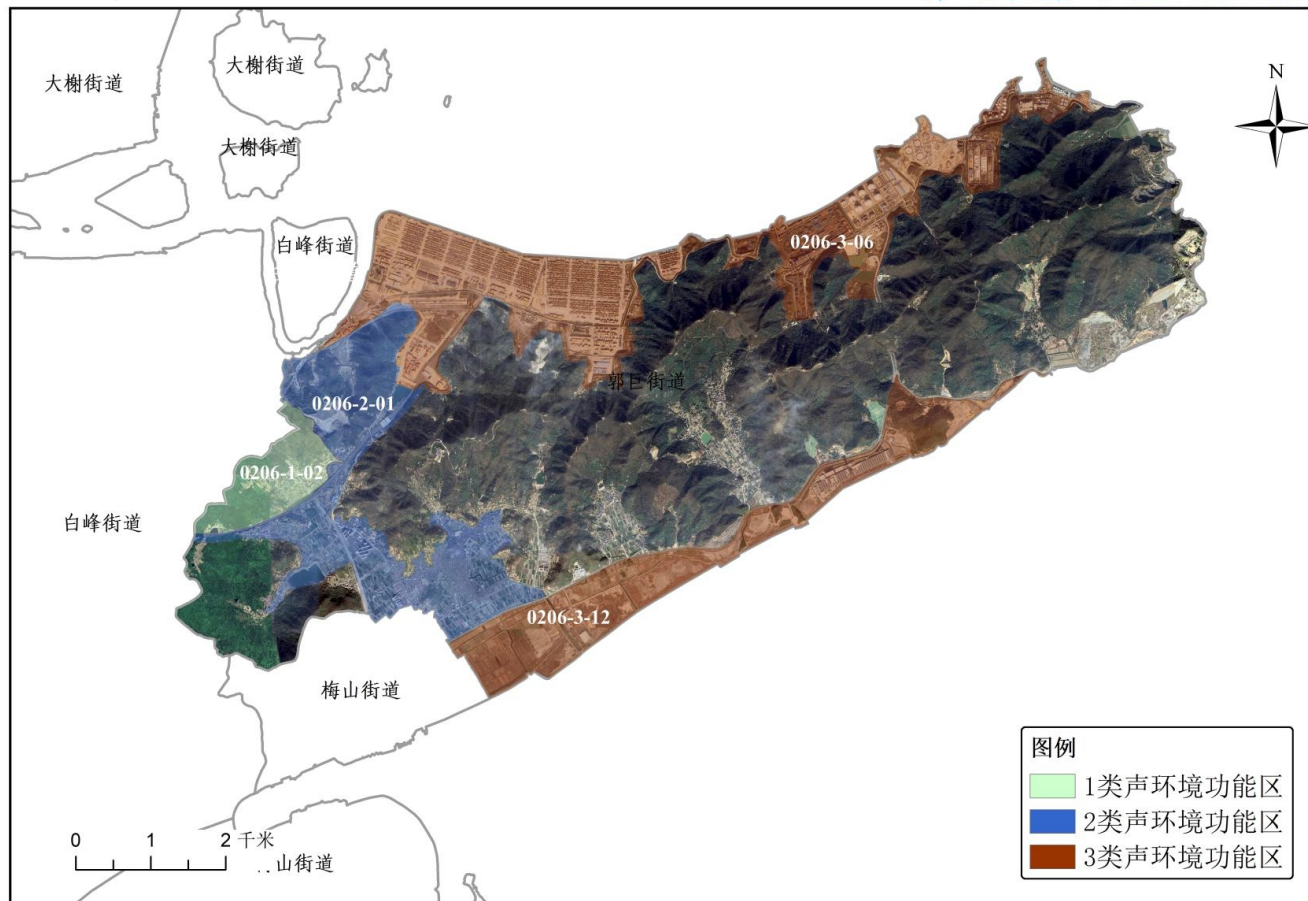 大榭街道
大榭街道
N
大榭街道
白峰街道
0206-3-06
郭巨街道
0206-2-01
0206-1-02
白峰街道
0206-3-12
梅山街道
图例
1类声环境功能区
2类声环境功能区
3类声环境功能区
0 1 2 千米
山街道